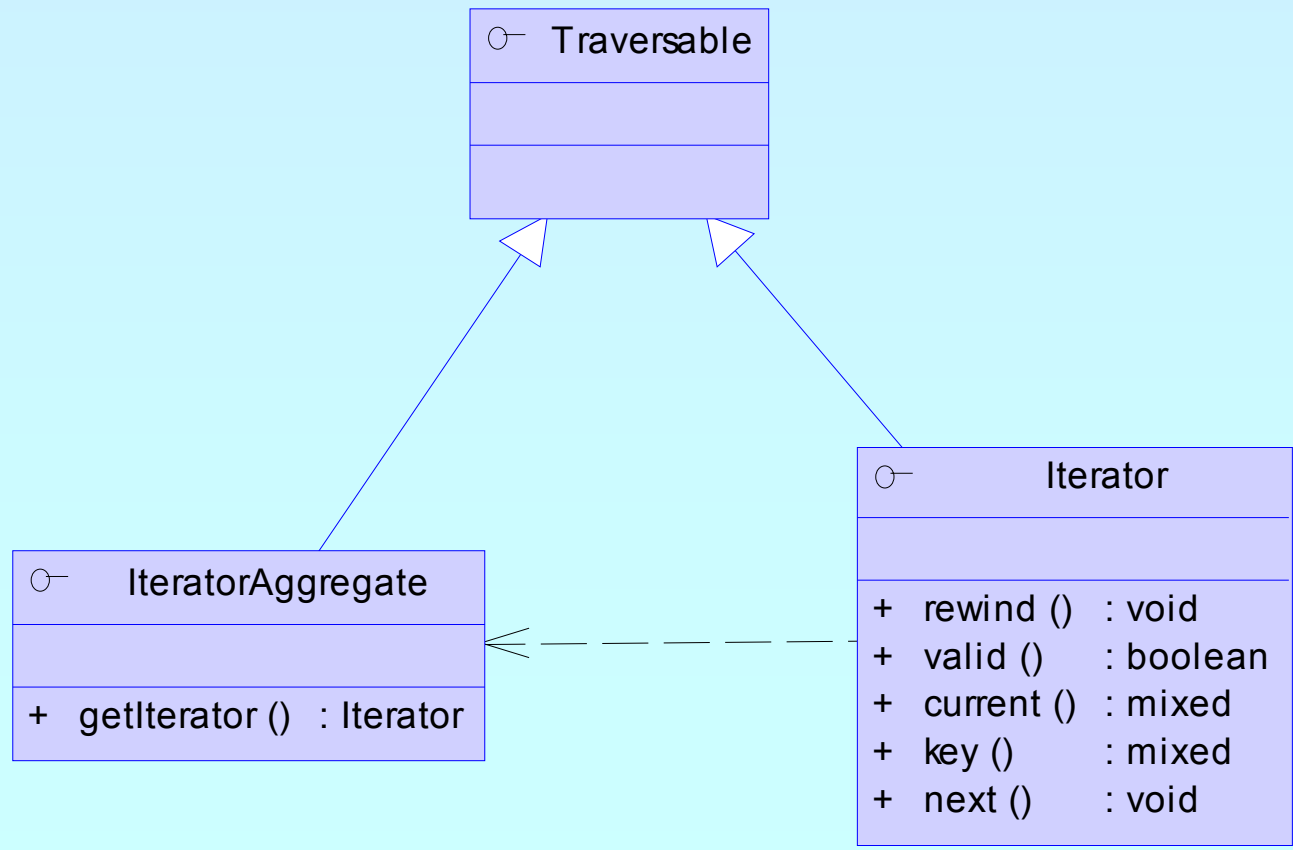 Traversable
Iterator
+ rewind () : void
+ valid () : boolean
+ current () : mixed
+ key () : mixed
+ next () : void
IteratorAggregate
+ getIterator () : Iterator